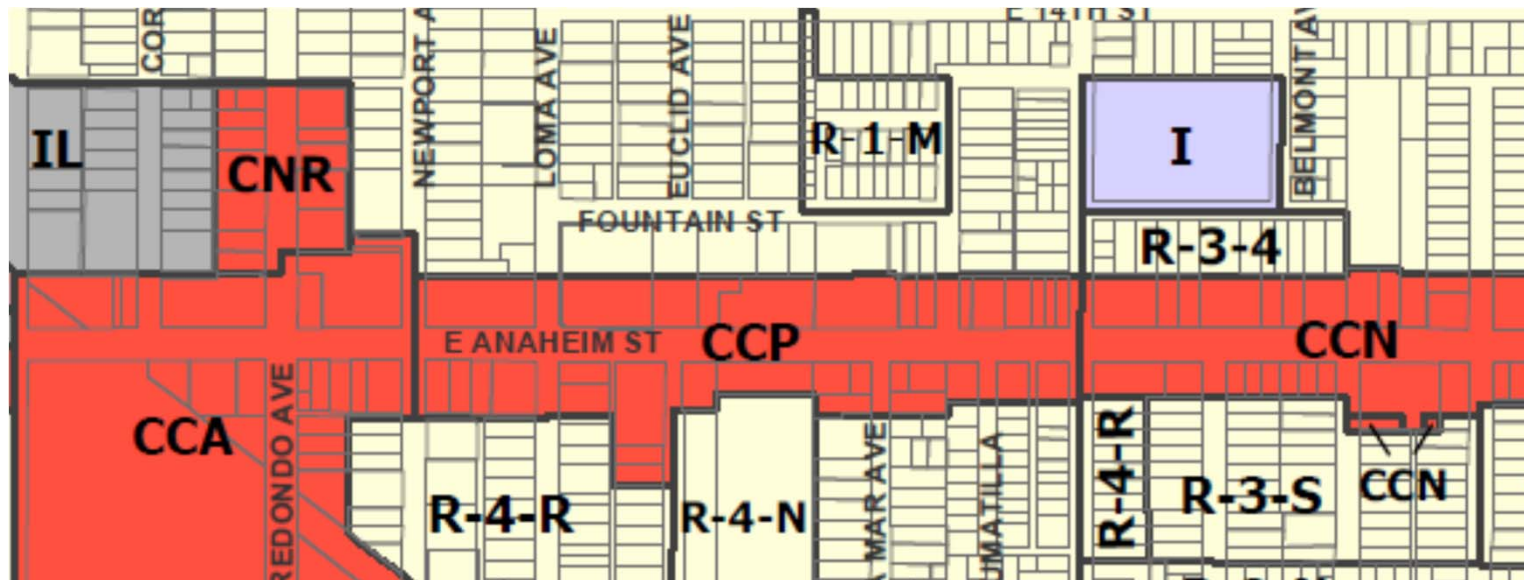 E 14TH ST
COR
NEWPORT A
LOMA AVE
EUCLID AVE
BELMONT AV
IL
CNR
R-1-M
I
FOUNTAIN ST
R-3-4
E ANAHEIM ST
CCP
CCN
REDONDO AVE
CCA
R-4-R
R-4-N
A MAR AVE
UMATILLA
R-4-R
R-3-S
CCN